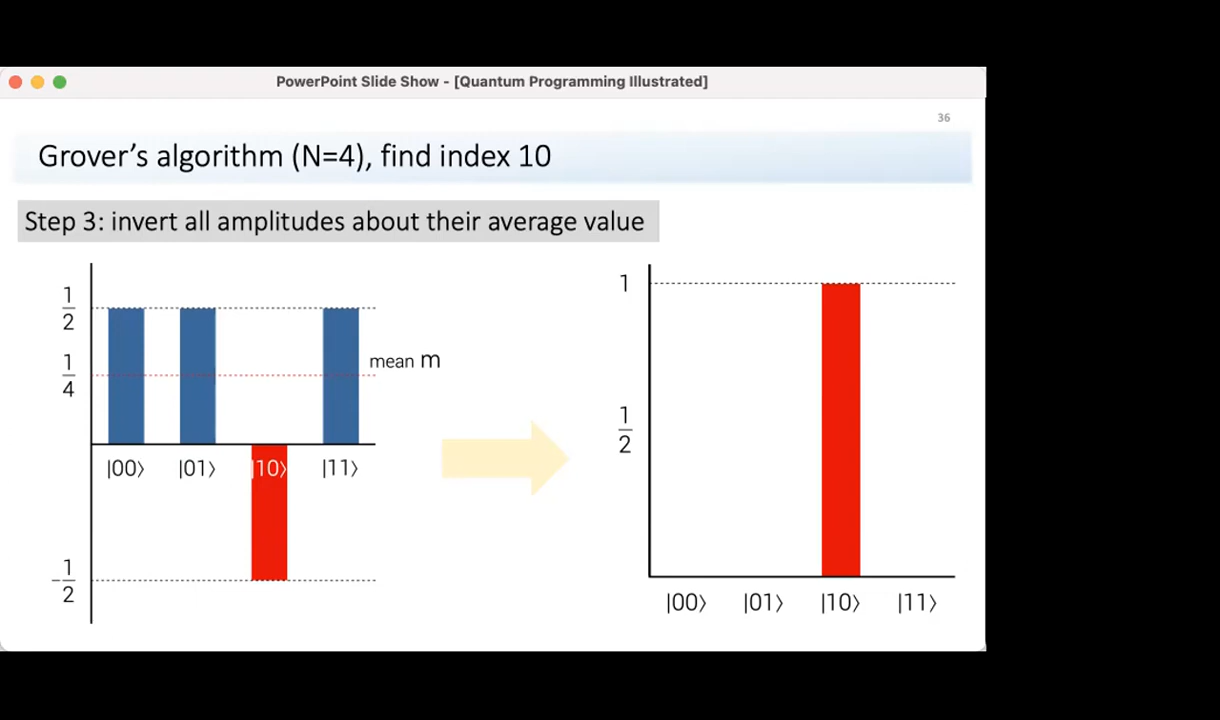 PowerPoint Slide Show - [Quantum Programming Illustrated]
36
Grover's algorithm (N=4), find index 10
Step 3: invert all amplitudes about their average value
1
2
1
4
mean m
|00⟩ |01⟩ |10⟩ |11⟩
-1
2
1
1
2
|00⟩ |01⟩ |10⟩ |11⟩